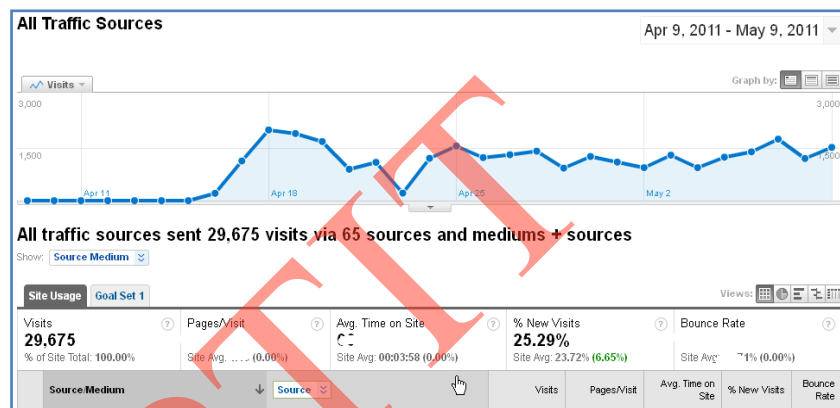 All Traffic Sources
Apr 9, 2011 - May 9, 2011
Visits
Graph by:
3,000 3,000
1,500 1,500
Apr 11 Apr 18 Apr 25 May 2
All traffic sources sent 29,675 visits via 65 sources and mediums + sources
Show: Source Medium
Site Usage Goal Set 1
Views:
Visits Pages/Visit Avg. Time on Site % New Visits Bounce Rate
29,675 25.29%
% of Site Total: 100.00% Site Avg: (0.00%) Site Avg: 00:03:58 (0.00%) Site Avg: 23.72% (6.65%) Site Avg: 71% (0.00%)
Source/Medium Source Visits Pages/Visit Avg. Time on Site % New Visits Bounce Rate